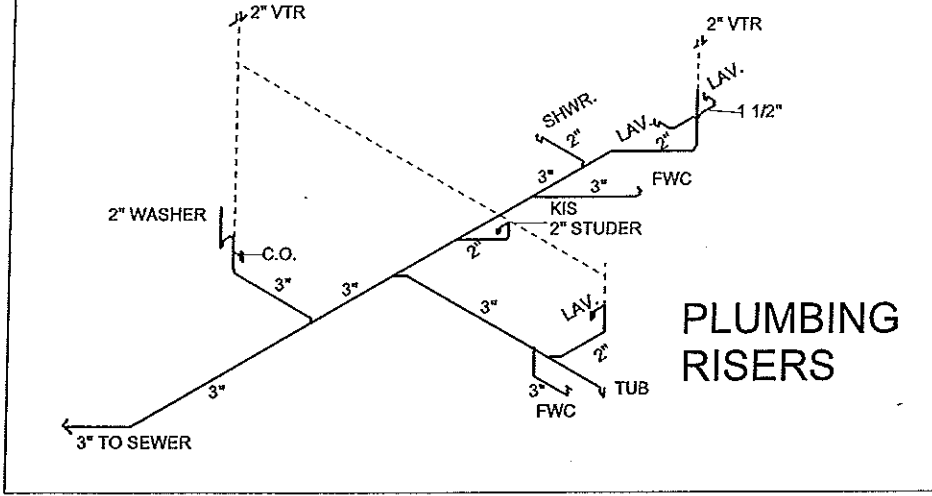 2" VTR
2" VTR
LAV.
1 1/2"
SHWR.
2"
LAV.
2"
3"
3"
FWC
KIS
2" STUDER
2"
2" WASHER
C.O.
3"
3"
3"
LAV.
2"
3"
TUB
3"
FWC
3" TO SEWER
PLUMBING
RISERS